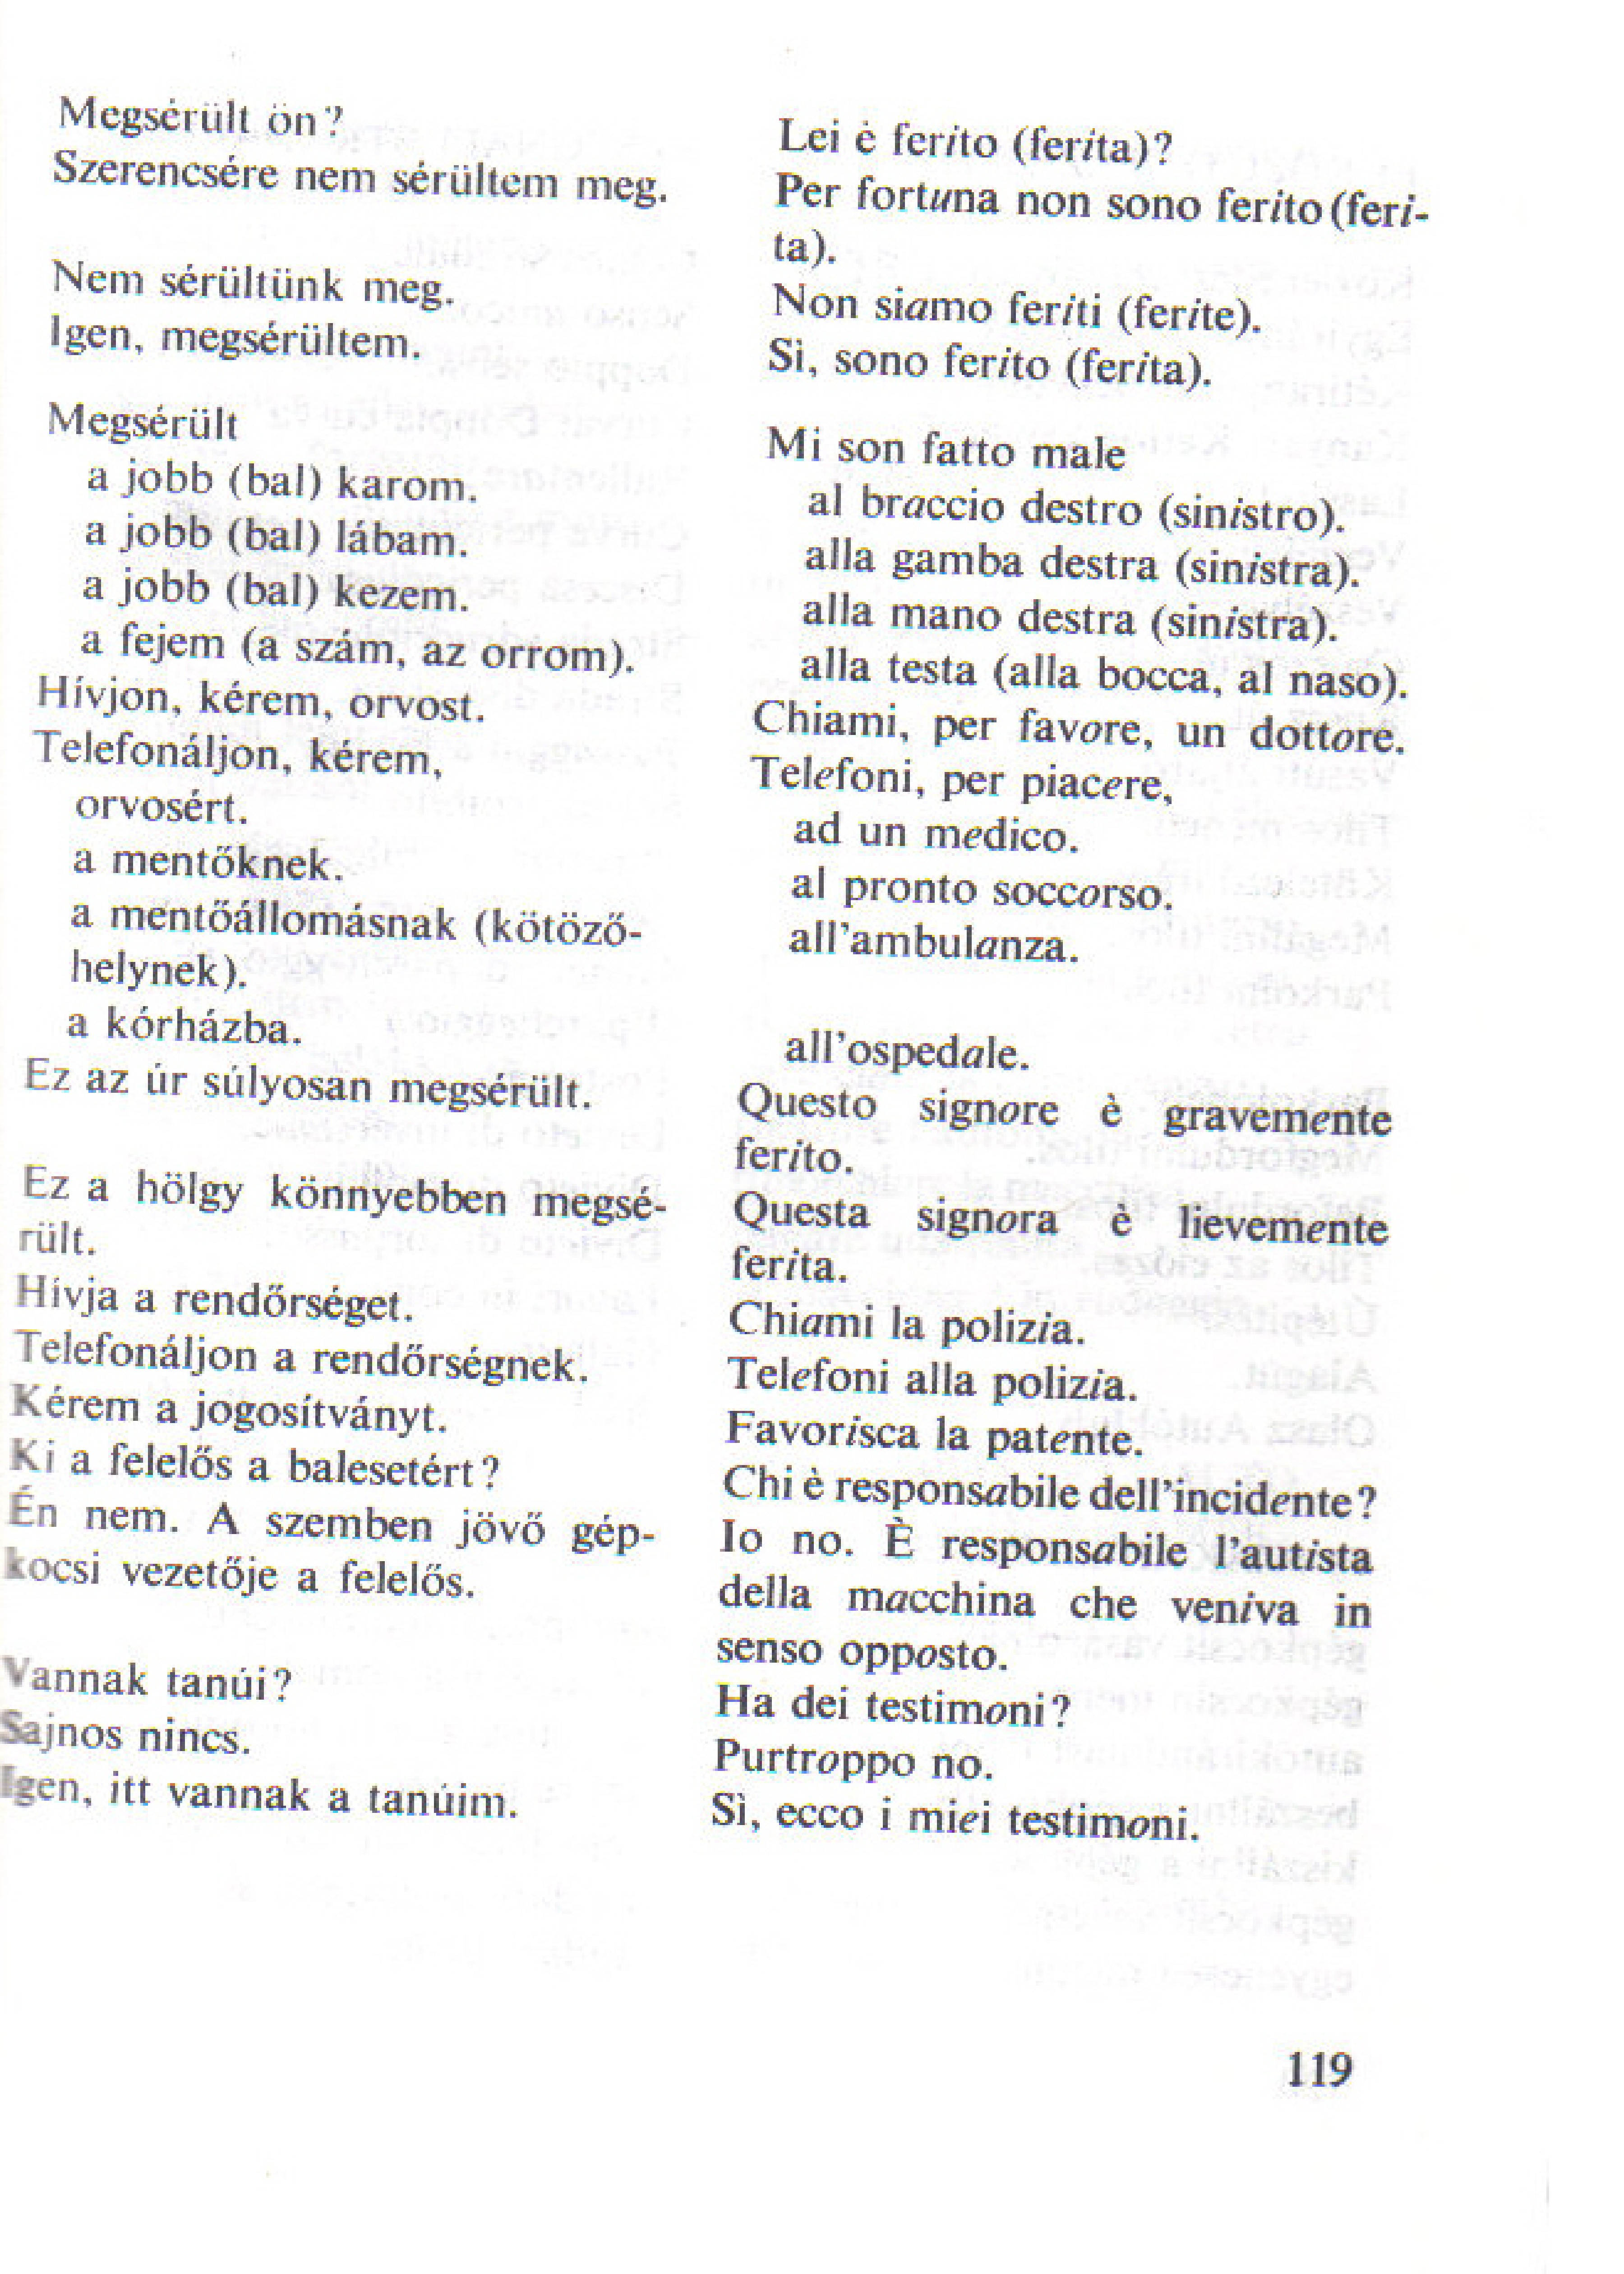 Megsérült ön?
Szerencsére nem sérültem meg.
Nem sérültünk meg.
Igen, megsérültem.
Megsérült
a jobb (bal) karom.
a jobb (bal) lábam.
a jobb (bal) kezem.
a fejem (a szám, az orrom).
Hívjon, kérem, orvost.
Telefonáljon, kérem,
orvosért.
a mentőknek.
a mentőállomásnak (kötöző-
helynek).
a kórházba.
Ez az úr súlyosan megsérült.
Ez a hölgy könnyebben megsé-
rült.
Hívja a rendőrséget.
Telefonáljon a rendőrségnek.
Kérem a jogosítványt.
Ki a felelős a balesetért?
Én nem. A szemben jövő gép-
kocsi vezetője a felelős.
Vannak tanúi?
Sajnos nincs.
Igen, itt vannak a tanúim.
Lei è ferito (ferita)?
Per fortuna non sono ferito (feri-
ta).
Non siamo feriti (ferite).
Sì, sono ferito (ferita).
Mi son fatto male
al braccio destro (sinistro).
alla gamba destra (sinistra).
alla mano destra (sinistra).
alla testa (alla bocca, al naso).
Chiami, per favore, un dottore.
Telefoni, per piacere,
ad un medico.
al pronto soccorso.
all'ambulanza.
all'ospedale.
Questo signore è gravemente
ferito.
Questa signora è lievemente
ferita.
Chiami la polizia.
Telefoni alla polizia.
Favorisca la patente.
Chi è responsabile dell'incidente?
Io no. È responsabile l'autista
della macchina che veniva in
senso opposto.
Ha dei testimoni?
Purtroppo no.
Sì, ecco i miei testimoni.
119